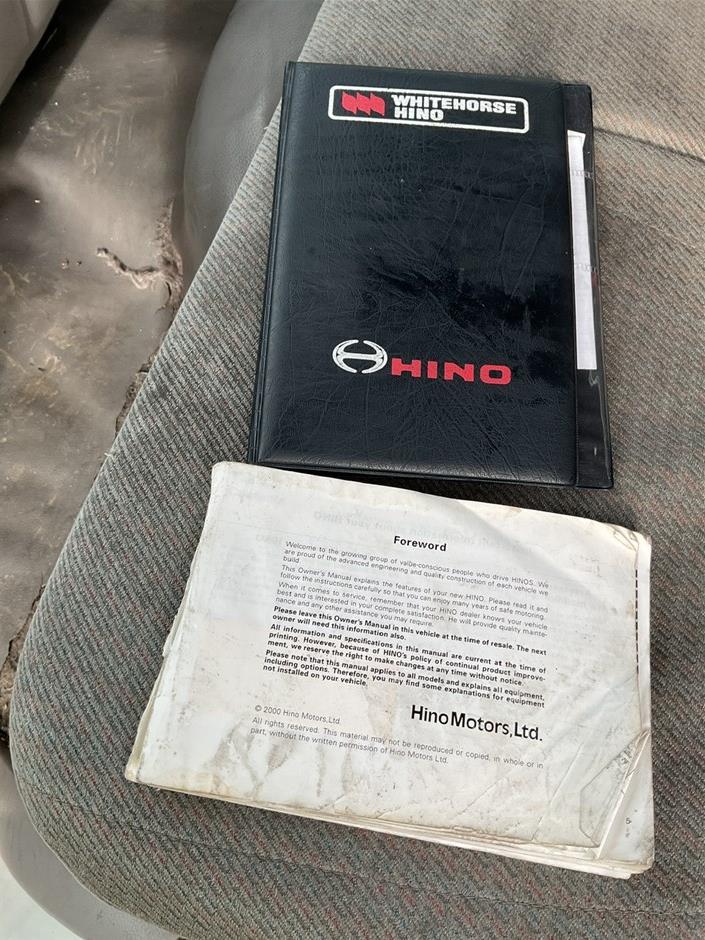 WHITEHORSE
HINO
HINO
Foreword
Welcome to the growing group of value-conscious people who drive HINOS. We
are proud of the advanced engineering and quality construction of each vehicle we
build.
This Owner's Manual explains the features of your new HINO. Please read it and
follow the instructions carefully so that you can enjoy many years of safe motoring.
When it comes to service, remember that your HINO dealer knows your vehicle
best and is interested in your complete satisfaction. He will provide quality mainte-
nance and any other assistance you may require.
Please leave this Owner's Manual in this vehicle at the time of resale. The next
owner will need this information also.
All information and specifications in this manual are current at the time of
printing. However, because of HINO's policy of continual product improve-
ment, we reserve the right to make changes at any time without notice.
Please note that this manual applies to all models and explains all equipment,
including options. Therefore, you may find some explanations for equipment
not installed on your vehicle.
Hino Motors, Ltd.
© 2000 Hino Motors, Ltd.
All rights reserved. This material may not be reproduced or copied, in whole or in
part, without the written permission of Hino Motors Ltd.